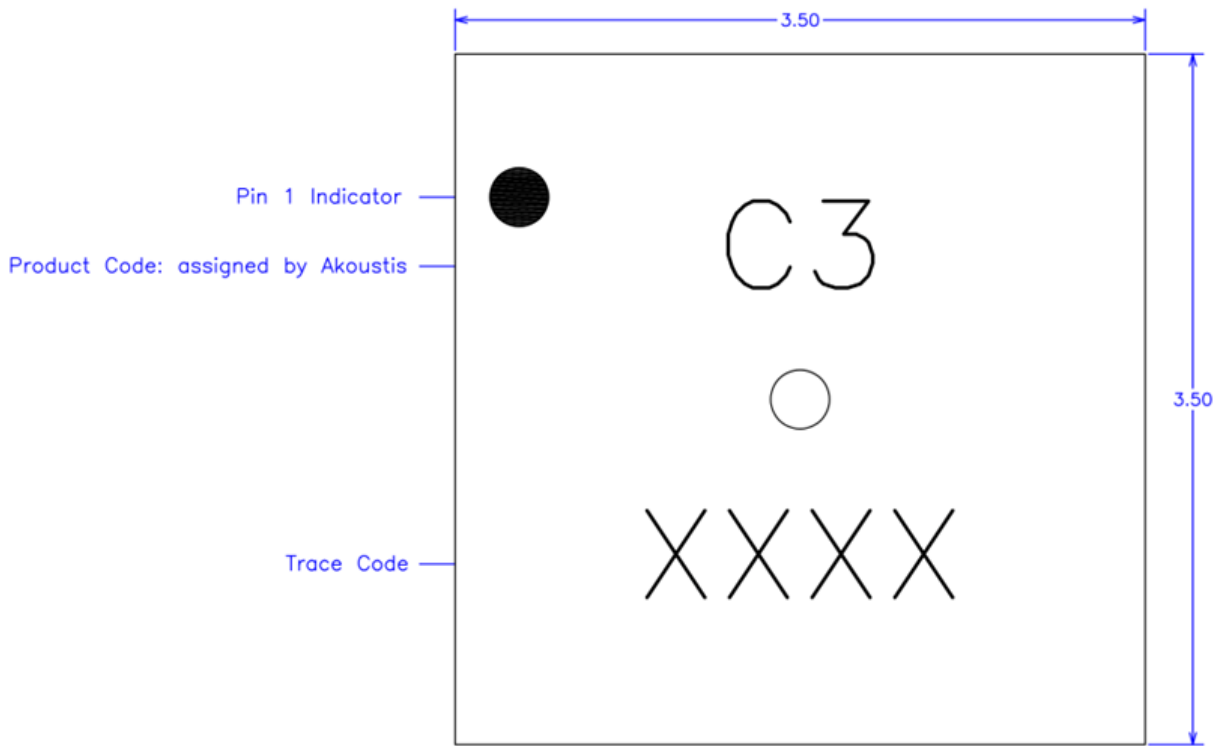 3.50
Pin 1 Indicator
C3
Product Code: assigned by Akoustis
3.50
XXXX
Trace Code